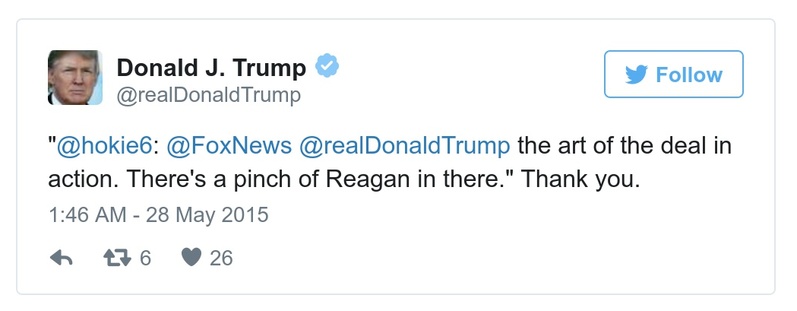 Donald J. Trump
@realDonaldTrump
Follow
"@hokie6: @FoxNews @realDonaldTrump the art of the deal in
action. There's a pinch of Reagan in there." Thank you.
1:46 AM - 28 May 2015
6 26